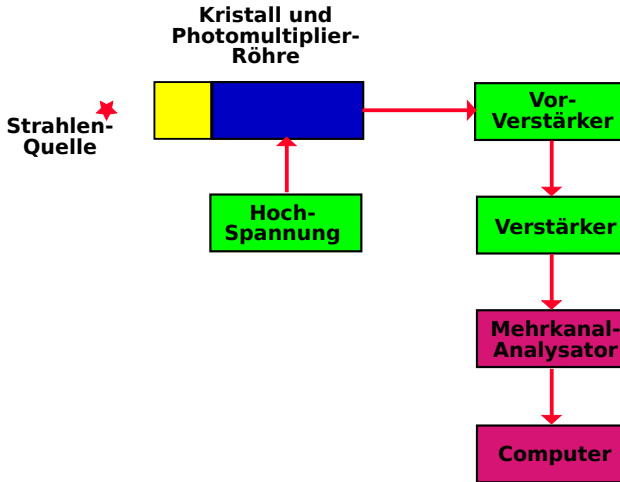 Kristall und
Photomultiplier-
Röhre
Strahlen-
Quelle
Vor-
Verstärker
Hoch-
Spannung
Verstärker
Mehrkanal-
Analysator
Computer